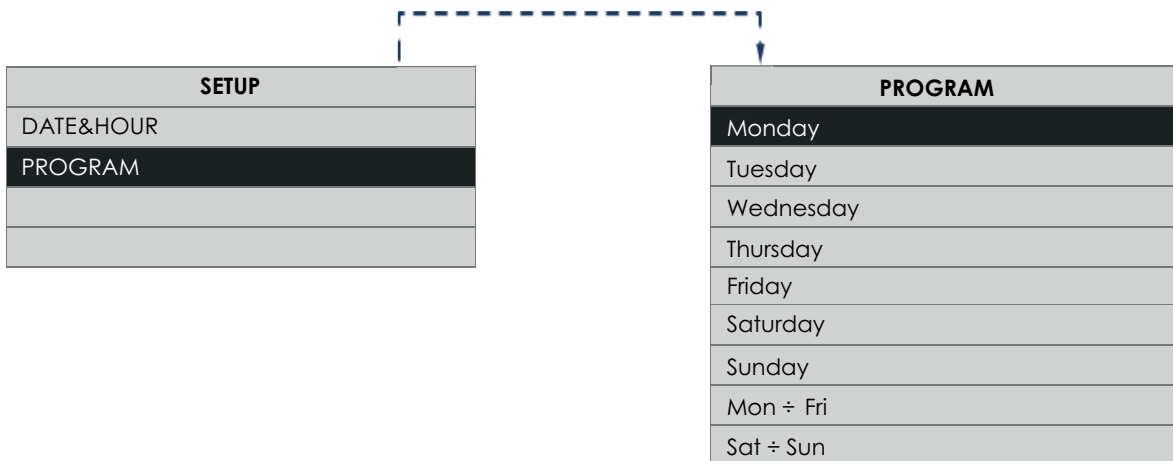 SETUP
DATE&HOUR
PROGRAM
PROGRAM
Monday
Tuesday
Wednesday
Thursday
Friday
Saturday
Sunday
Mon ÷ Fri
Sat ÷ Sun